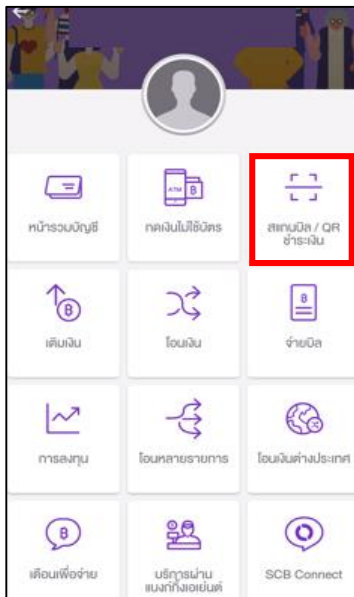 หน้ารวมบัญชี
กดเงินไม่ใช้บัตร
ATM
B
สแกนบิล / QR
ชำระเงิน
เติมเงิน
โอนเงิน
จ่ายบิล
การลงทุน
โอนหลายรายการ
โอนเงินต่างประเทศ
เตือนเพื่อจ่าย
บริการผ่าน
แบงก์กิ้งเอเย่นต์
SCB Connect